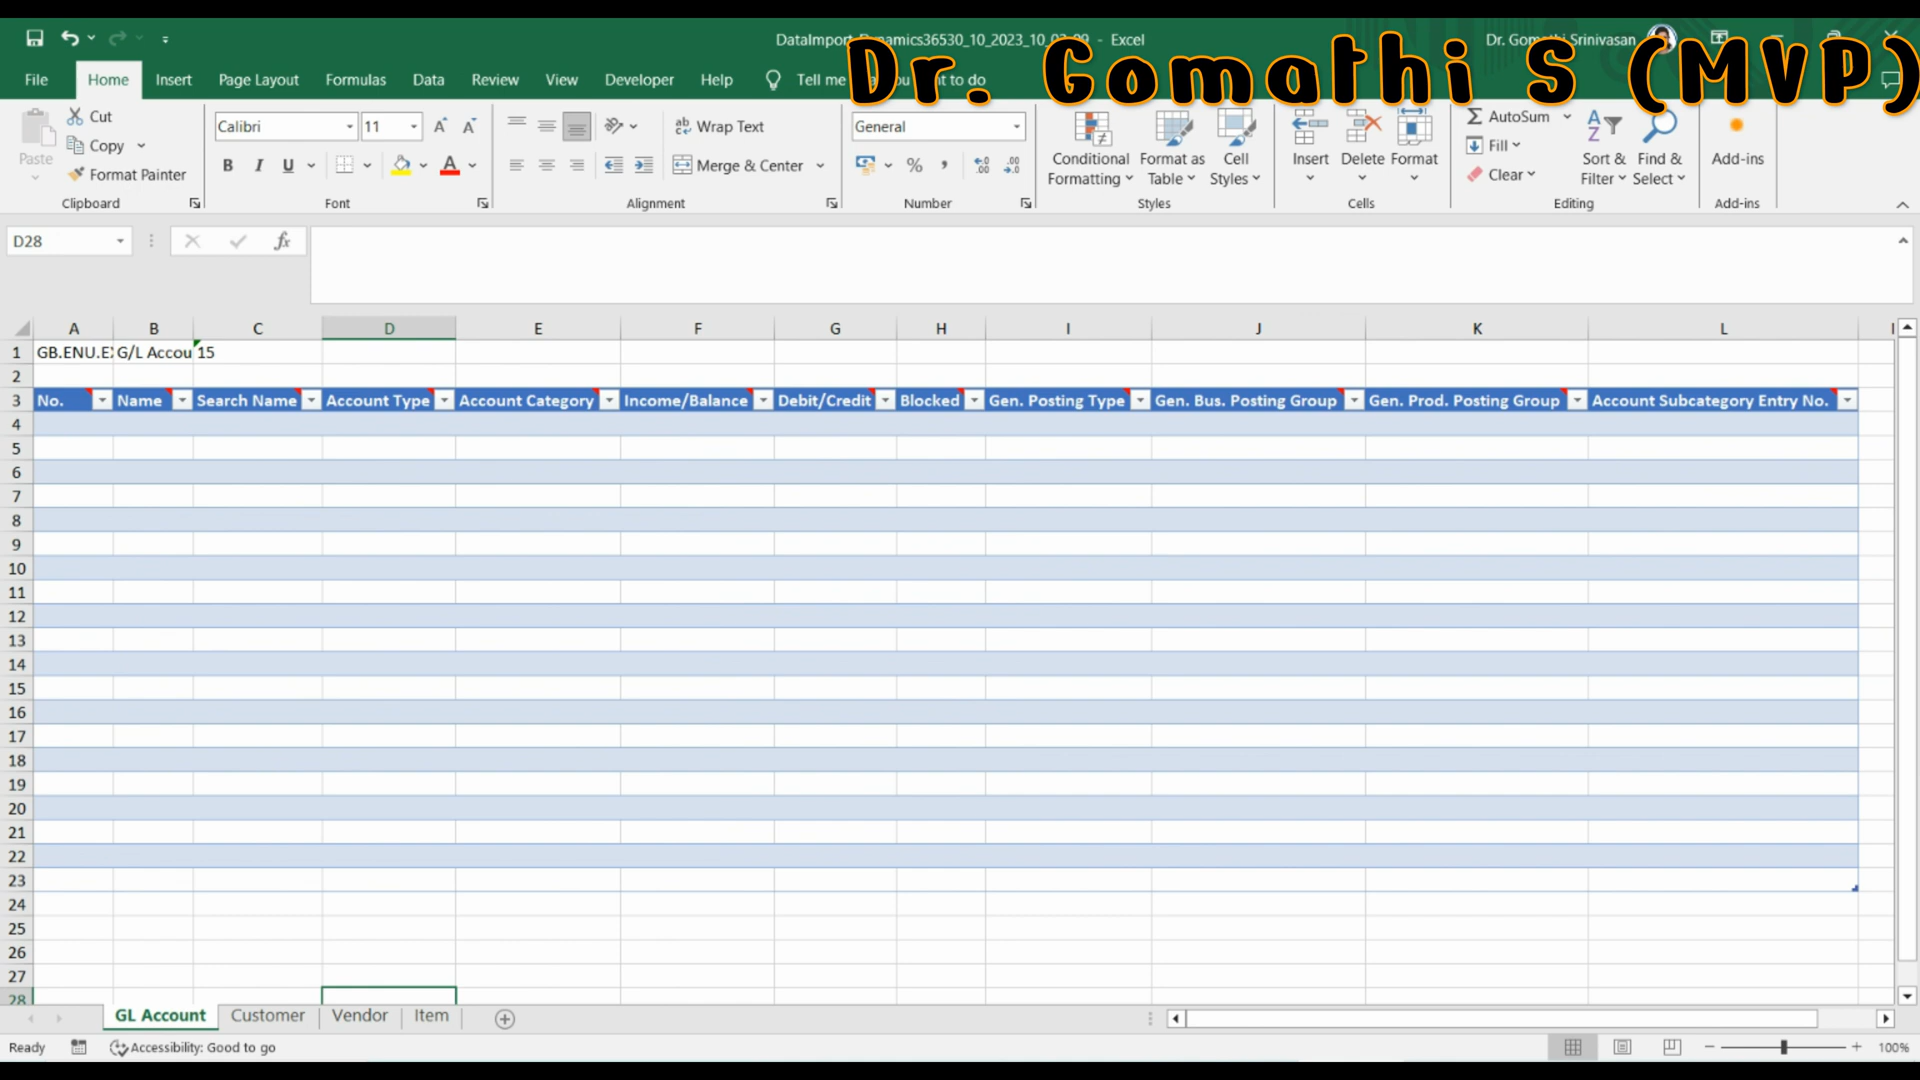 - Excel
Dr. Gomathi S (MVP)
File Home Insert Page Layout Formulas Data Review View Developer Help Tell me
Cut
Copy
Paste
Format Painter
Clipboard
Calibri 11
Font
Wrap Text
Merge & Center
Alignment
General
Number
Conditional Formatting
Format as Table
Cell Styles
Styles
Insert Delete Format
Cells
AutoSum
Fill
Clear
Sort & Filter
Find & Select
Editing
Add-ins
Add-ins
D28
A B C D E F G H I J K L
1 GB.ENU.E G/L Accou 15
2
3 No. Name Search Name Account Type Account Category Income/Balance Debit/Credit Blocked Gen. Posting Type Gen. Bus. Posting Group Gen. Prod. Posting Group Account Subcategory Entry No.
4
5
6
7
8
9
10
11
12
13
14
15
16
17
18
19
20
21
22
23
24
25
26
27
28
GL Account Customer Vendor Item
Ready Accessibility: Good to go 100%